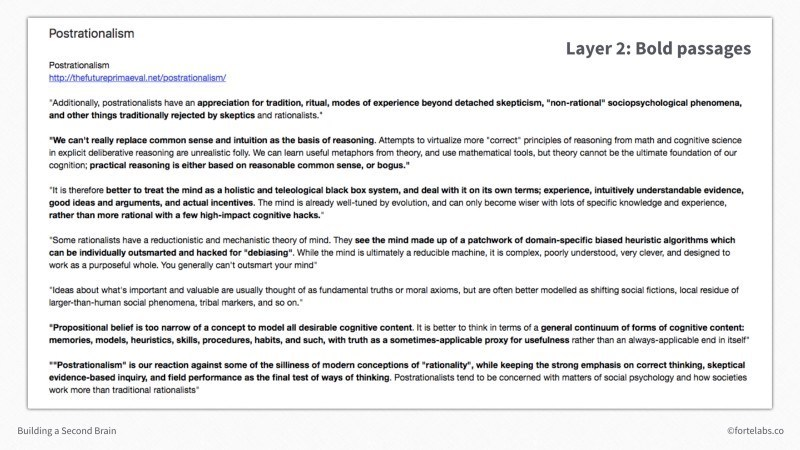 Postrationalism
Layer 2: Bold passages
Postrationalism
http://thefutureprimaeval.net/postrationalism/
"Additionally, postrationalists have an appreciation for tradition, ritual, modes of experience beyond detached skepticism, "non-rational" sociopsychological phenomena,
and other things traditionally rejected by skeptics and rationalists."
"We can't really replace common sense and intuition as the basis of reasoning. Attempts to virtualize more "correct" principles of reasoning from math and cognitive science
in explicit deliberative reasoning are unrealistic folly. We can learn useful metaphors from theory, and use mathematical tools, but theory cannot be the ultimate foundation of our
cognition; practical reasoning is either based on reasonable common sense, or bogus."
"It is therefore better to treat the mind as a holistic and teleological black box system, and deal with it on its own terms; experience, intuitively understandable evidence,
good ideas and arguments, and actual incentives. The mind is already well-tuned by evolution, and can only become wiser with lots of specific knowledge and experience,
rather than more rational with a few high-impact cognitive hacks."
"Some rationalists have a reductionistic and mechanistic theory of mind. They see the mind made up of a patchwork of domain-specific biased heuristic algorithms which
can be individually outsmarted and hacked for "debiasing". While the mind is ultimately a reducible machine, it is complex, poorly understood, very clever, and designed to
work as a purposeful whole. You generally can't outsmart your mind"
"Ideas about what's important and valuable are usually thought of as fundamental truths or moral axioms, but are often better modelled as shifting social fictions, local residue of
larger-than-human social phenomena, tribal markers, and so on."
"Propositional belief is too narrow of a concept to model all desirable cognitive content. It is better to think in terms of a general continuum of forms of cognitive content:
memories, models, heuristics, skills, procedures, habits, and such, with truth as a sometimes-applicable proxy for usefulness rather than an always-applicable end in itself"
""Postrationalism" is our reaction against some of the silliness of modern conceptions of "rationality", while keeping the strong emphasis on correct thinking, skeptical
evidence-based inquiry, and field performance as the final test of ways of thinking. Postrationalists tend to be concerned with matters of social psychology and how societies
work more than traditional rationalists"
Building a Second Brain
©fortelabs.co